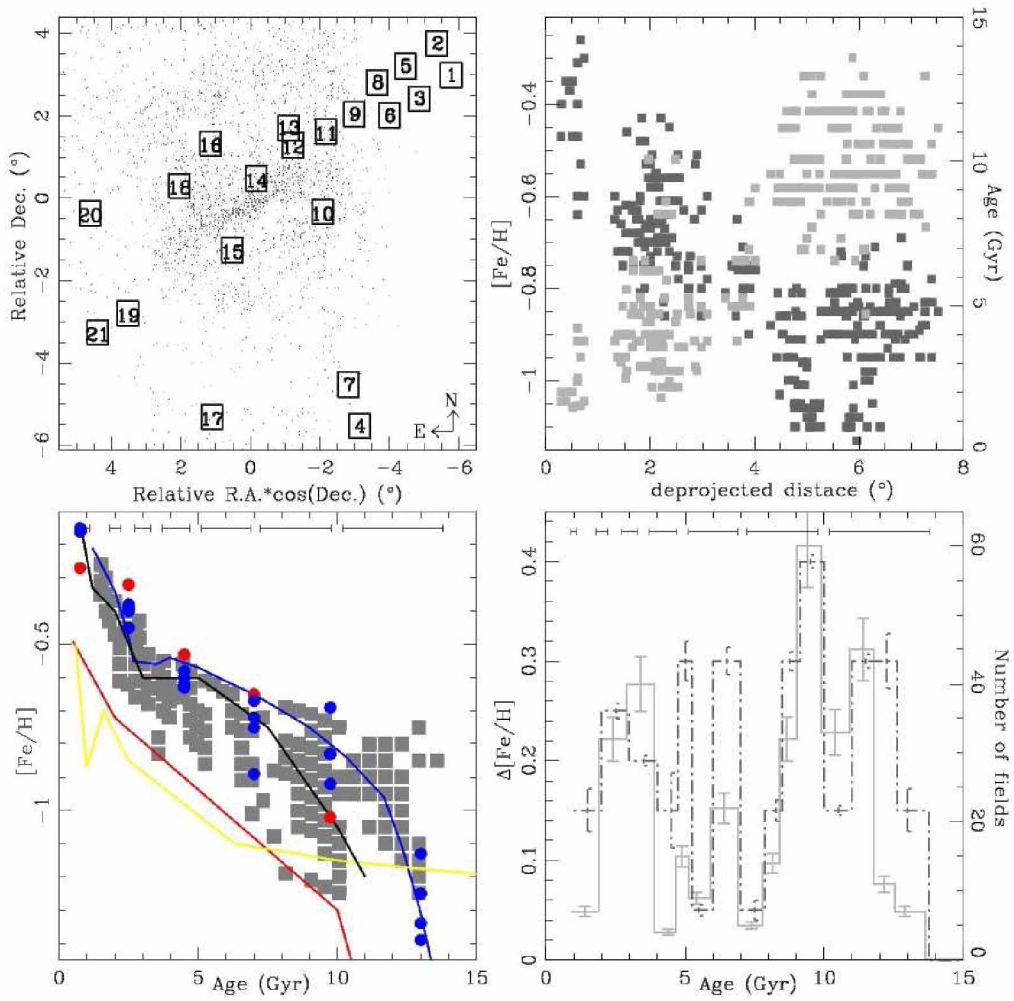 4
2
0
−2
−4
−6
Relative Dec. (°)
2
5
1
8
3
9
6
13
16
11
12
14
18
20
10
15
19
21
7
N
17
4
E
4 2 0 −2 −4 −6
Relative R.A.*cos(Dec.) (°)
−0.4
−0.6
−0.8
−1
[Fe/H]
15
10
5
0
Age (Gyr)
0 2 4 6 8
deprojected distace (°)
−0.5
−1
[Fe/H]
0 5 10 15
Age (Gyr)
0.4
0.3
0.2
0.1
0
Δ[Fe/H]
60
40
20
0
Number of fields
0 5 10 15
Age (Gyr)